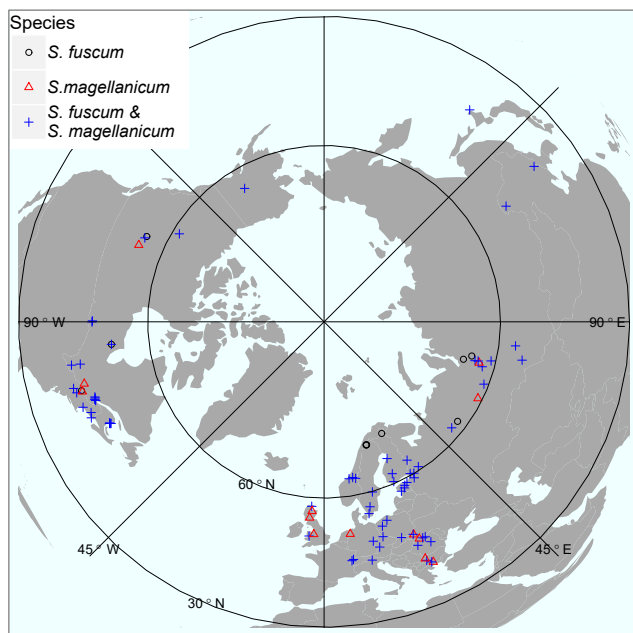 Species
S. fuscum
S.magellanicum
S. fuscum &
S. magellanicum
90 ° W
90 ° E
60 ° N
45 ° W
45 ° E
30 ° N